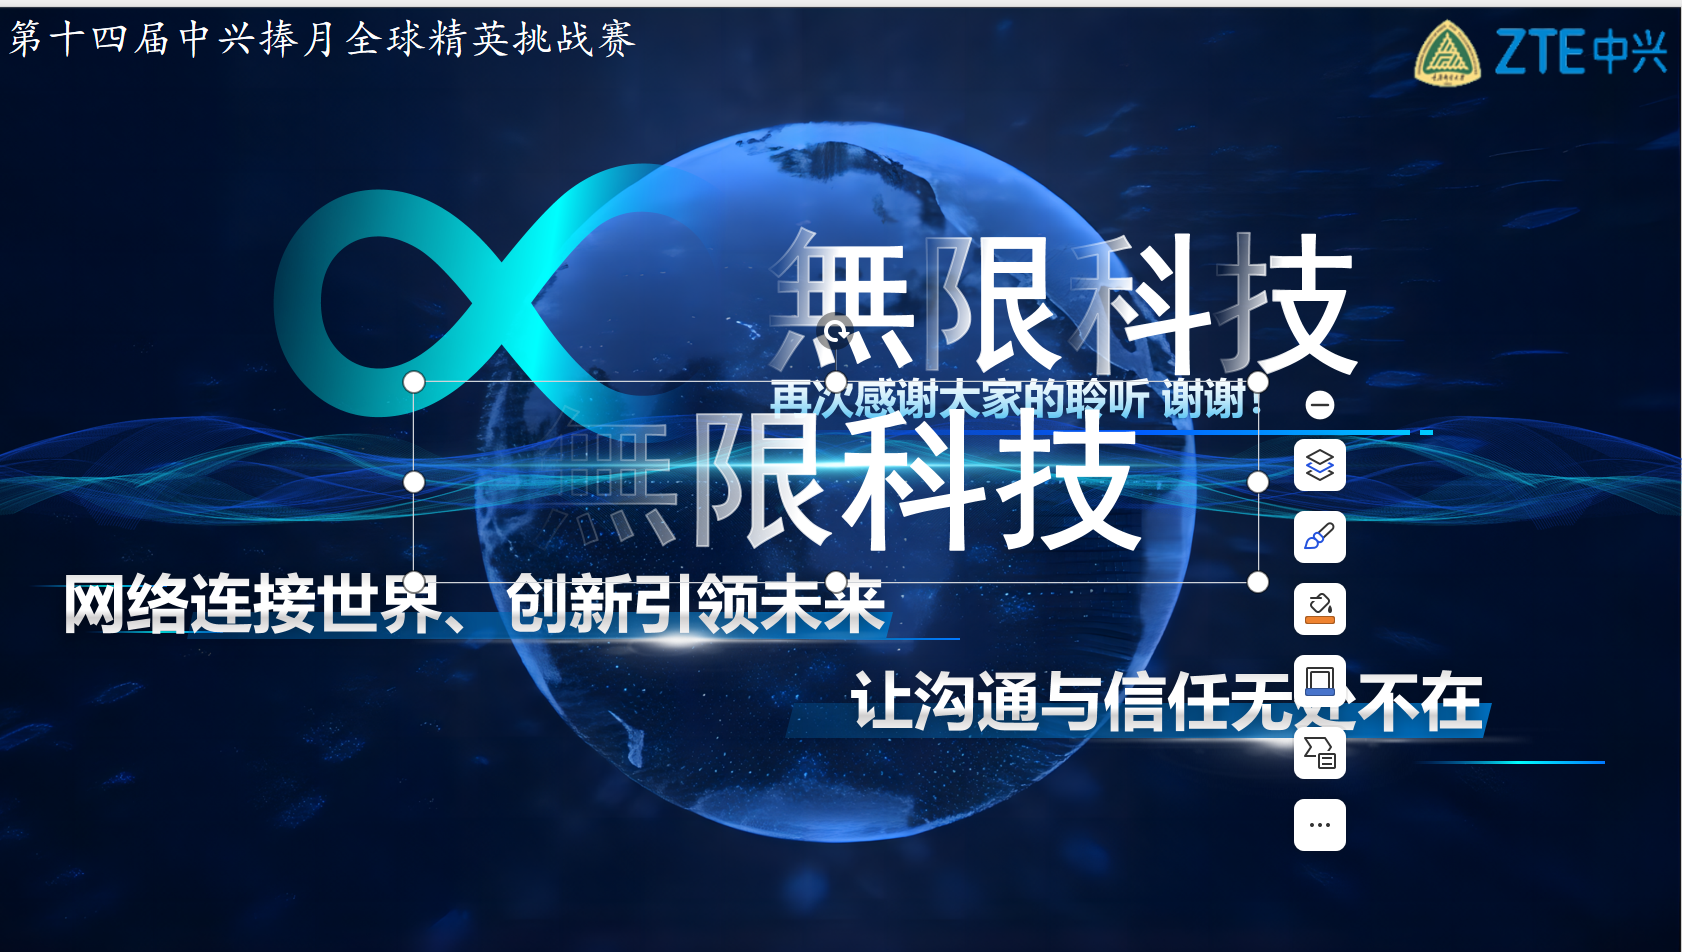 第十四届中兴捧月全球精英挑战赛
ZTE中兴
無限科技
再次感谢大家的聆听 谢谢！
無限科技
网络连接世界、创新引领未来
让沟通与信任无处不在